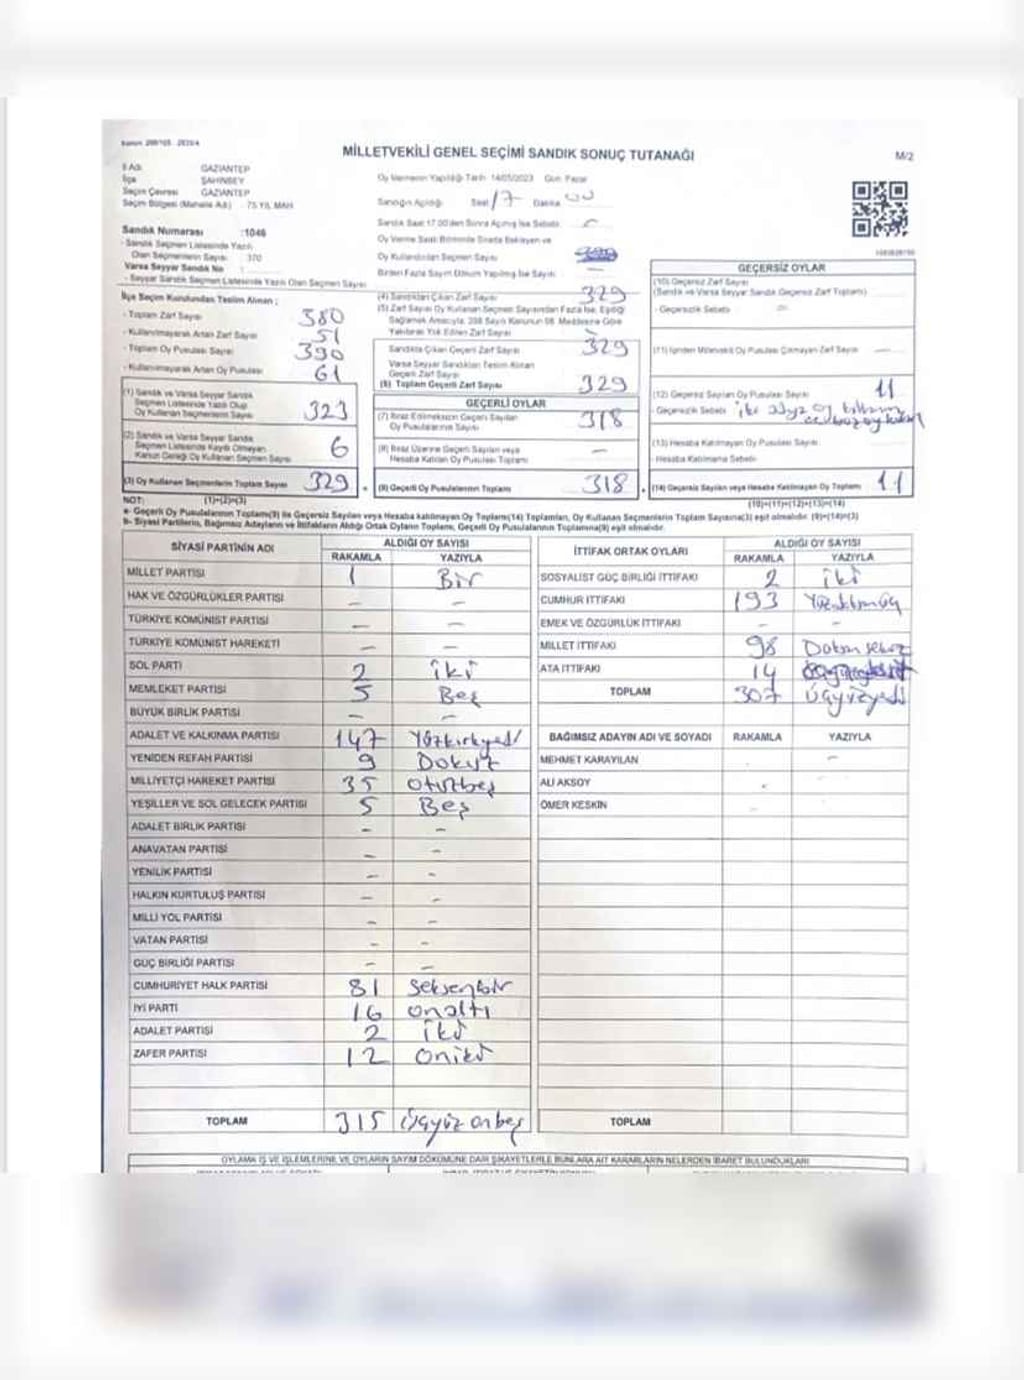 MİLLETVEKİLİ GENEL SEÇİMİ SANDIK SONUÇ TUTANAĞI
M/2
İl Adı GAZİANTEP
İlçe ŞAHİNBEY
Seçim Çevresi GAZİANTEP
Seçim Bölgesi (Mahalle Adı) : 75.YIL MAH.
Oy Vermenin Yapıldığı Tarih: 14/05/2023 Gün: Pazar
Sandığın Açıldığı Saat 17 Dakika 00
Sandık Saat 17.00'den Sonra Açılmış İse Sebebi
Sandık Numarası :1046
- Sandık Seçmen Listesinde Yazılı
Olan Seçmenlerin Sayısı : 370
Varsa Seyyar Sandık No
- Seyyar Sandık Seçmen Listesinde Yazılı Olan Seçmen Sayısı
Oy Verme Saati Bitiminde Sırada Bekleyen ve
Oy Kullandırılan Seçmen Sayısı
Birden Fazla Sayım Döküm Yapılmış İse Sayısı —
İlçe Seçim Kurulundan Teslim Alınan ;
- Toplam Zarf Sayısı 380
- Kullanılmayarak Artan Zarf Sayısı 51
- Toplam Oy Pusulası Sayısı 390
- Kullanılmayarak Artan Oy Pusulası 61
(1) Sandık ve Varsa Seyyar Sandık
Seçmen Listesinde Yazılı Olup
Oy Kullanan Seçmenlerin Sayısı 323
(2) Sandık ve Varsa Seyyar Sandık
Seçmen Listesinde Kayıtlı Olmayan,
Kanun Gereği Oy Kullanan Seçmen Sayısı 6
(3) Oy Kullanan Seçmenlerin Toplam Sayısı 329
(1)+(2)=(3)
(4) Sandıktan Çıkan Zarf Sayısı 329
(5) Zarf Sayısı Oy Kullanan Seçmen Sayısından Fazla İse, Eşitliği
Sağlamak Amacıyla, 298 Sayılı Kanunun 98. Maddesine Göre
Yakılarak Yok Edilen Zarf Sayısı
Sandıkta Çıkan Geçerli Zarf Sayısı 329
Varsa Seyyar Sandıktan Teslim Alınan
Geçerli Zarf Sayısı
(6) Toplam Geçerli Zarf Sayısı 329
GEÇERLİ OYLAR
(7) İtiraz Edilmeksizin Geçerli Sayılan
Oy Pusulalarının Sayısı 318
(8) İtiraz Üzerine Geçerli Sayılan veya
Hesaba Katılan Oy Pusulası Toplamı —
(9) Geçerli Oy Pusulalarının Toplamı 318
GEÇERSİZ OYLAR
(10) Geçersiz Zarf Sayısı
(Sandık ve Varsa Seyyar Sandık Geçersiz Zarf Toplamı)
- Geçersizlik Sebebi
(11) İçinden Milletvekili Oy Pusulası Çıkmayan Zarf Sayısı —
(12) Geçersiz Sayılan Oy Pusulası Sayısı 11
- Geçersizlik Sebebi
(13) Hesaba Katılmayan Oy Pusulası Sayısı
- Hesaba Katılmama Sebebi
(14) Geçersiz Sayılan veya Hesaba Katılmayan Oy Toplamı 11
(10)+(11)+(12)+(13)=(14)
NOT:
a- Geçerli Oy Pusulalarının Toplamı(9) ile Geçersiz Sayılan veya Hesaba katılmayan Oy Toplamı(14) Toplamları, Oy Kullanan Seçmenlerin Toplam Sayısına(3) eşit olmalıdır. (9)+(14)=(3)
b- Siyasi Partilerin, Bağımsız Adayların ve İttifakların Aldığı Ortak Oyların Toplamı, Geçerli Oy Pusulalarının Toplamına(9) eşit olmalıdır.
SİYASİ PARTİNİN ADI ALDIĞI OY SAYISI
RAKAMLA YAZIYLA
MİLLET PARTİSİ 1 Bir
HAK VE ÖZGÜRLÜKLER PARTİSİ — —
TÜRKİYE KOMÜNİST PARTİSİ — —
TÜRKİYE KOMÜNİST HAREKETİ — —
SOL PARTİ 2 iki
MEMLEKET PARTİSİ 5 Beş
BÜYÜK BİRLİK PARTİSİ — —
ADALET VE KALKINMA PARTİSİ 147 Yüzkırkyedi
YENİDEN REFAH PARTİSİ 9 Dokuz
MİLLİYETÇİ HAREKET PARTİSİ 35 otuzbeş
YEŞİLLER VE SOL GELECEK PARTİSİ 5 Beş
ADALET BİRLİK PARTİSİ — —
ANAVATAN PARTİSİ — —
YENİLİK PARTİSİ — —
HALKIN KURTULUŞ PARTİSİ — —
MİLLİ YOL PARTİSİ — —
VATAN PARTİSİ — —
GÜÇ BİRLİĞİ PARTİSİ — —
CUMHURİYET HALK PARTİSİ 81 seksenbir
İYİ PARTİ 16 onaltı
ADALET PARTİSİ 2 iki
ZAFER PARTİSİ 12 oniki
TOPLAM 315 Üçyüz onbeş
İTTİFAK ORTAK OYLARI ALDIĞI OY SAYISI
RAKAMLA YAZIYLA
SOSYALİST GÜÇ BİRLİĞİ İTTİFAKI 2 iki
CUMHUR İTTİFAKI 193 Yüzdoksanüç
EMEK VE ÖZGÜRLÜK İTTİFAKI — —
MİLLET İTTİFAKI 98 Doksan sekiz
ATA İTTİFAKI 14
TOPLAM 307 Üçyüzyedi
BAĞIMSIZ ADAYIN ADI VE SOYADI RAKAMLA YAZIYLA
MEHMET KARAYILAN
ALİ AKSOY
ÖMER KESKİN
TOPLAM
OYLAMA İŞ VE İŞLEMLERİNE VE OYLARIN SAYIM DÖKÜMÜNE DAİR ŞİKAYETLERLE BUNLARA AİT KARARLARIN NELERDEN İBARET BULUNDUKLARI